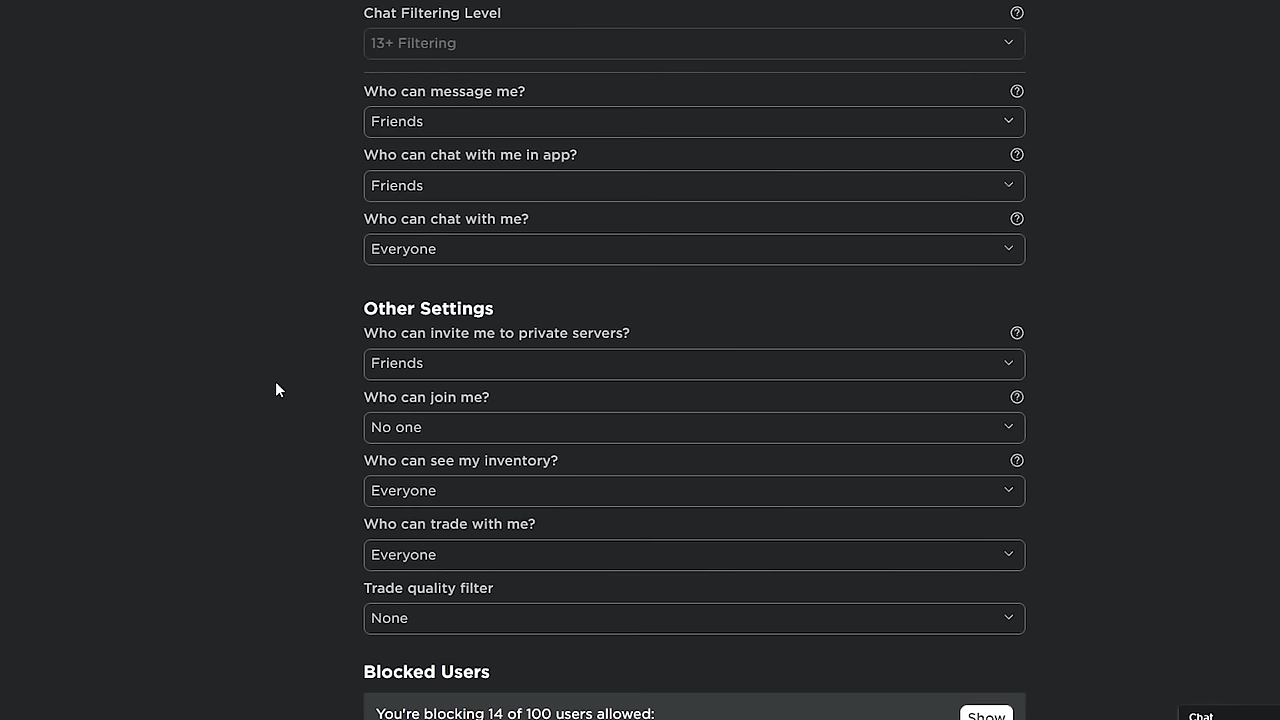 Chat Filtering Level
13+ Filtering
Who can message me?
Friends
Who can chat with me in app?
Friends
Who can chat with me?
Everyone
Other Settings
Who can invite me to private servers?
Friends
Who can join me?
No one
Who can see my inventory?
Everyone
Who can trade with me?
Everyone
Trade quality filter
None
Blocked Users
You're blocking 14 of 100 users allowed:
Show
Chat